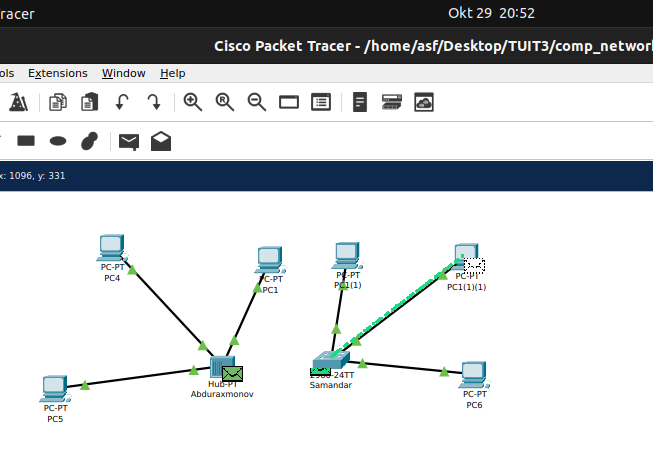 racer
Okt 29 20:52
Cisco Packet Tracer - /home/asf/Desktop/TUIT3/comp_networ
ols Extensions Window Help
x: 1096, y: 331
PC-PT
PC4
C-PT
PC1
PC-PT
PC1(1)
PC-PT
PC1(1)(1)
Hub-PT
Abduraxmonov
-24TT
Samandar
PC-PT
PC5
PC-PT
PC6